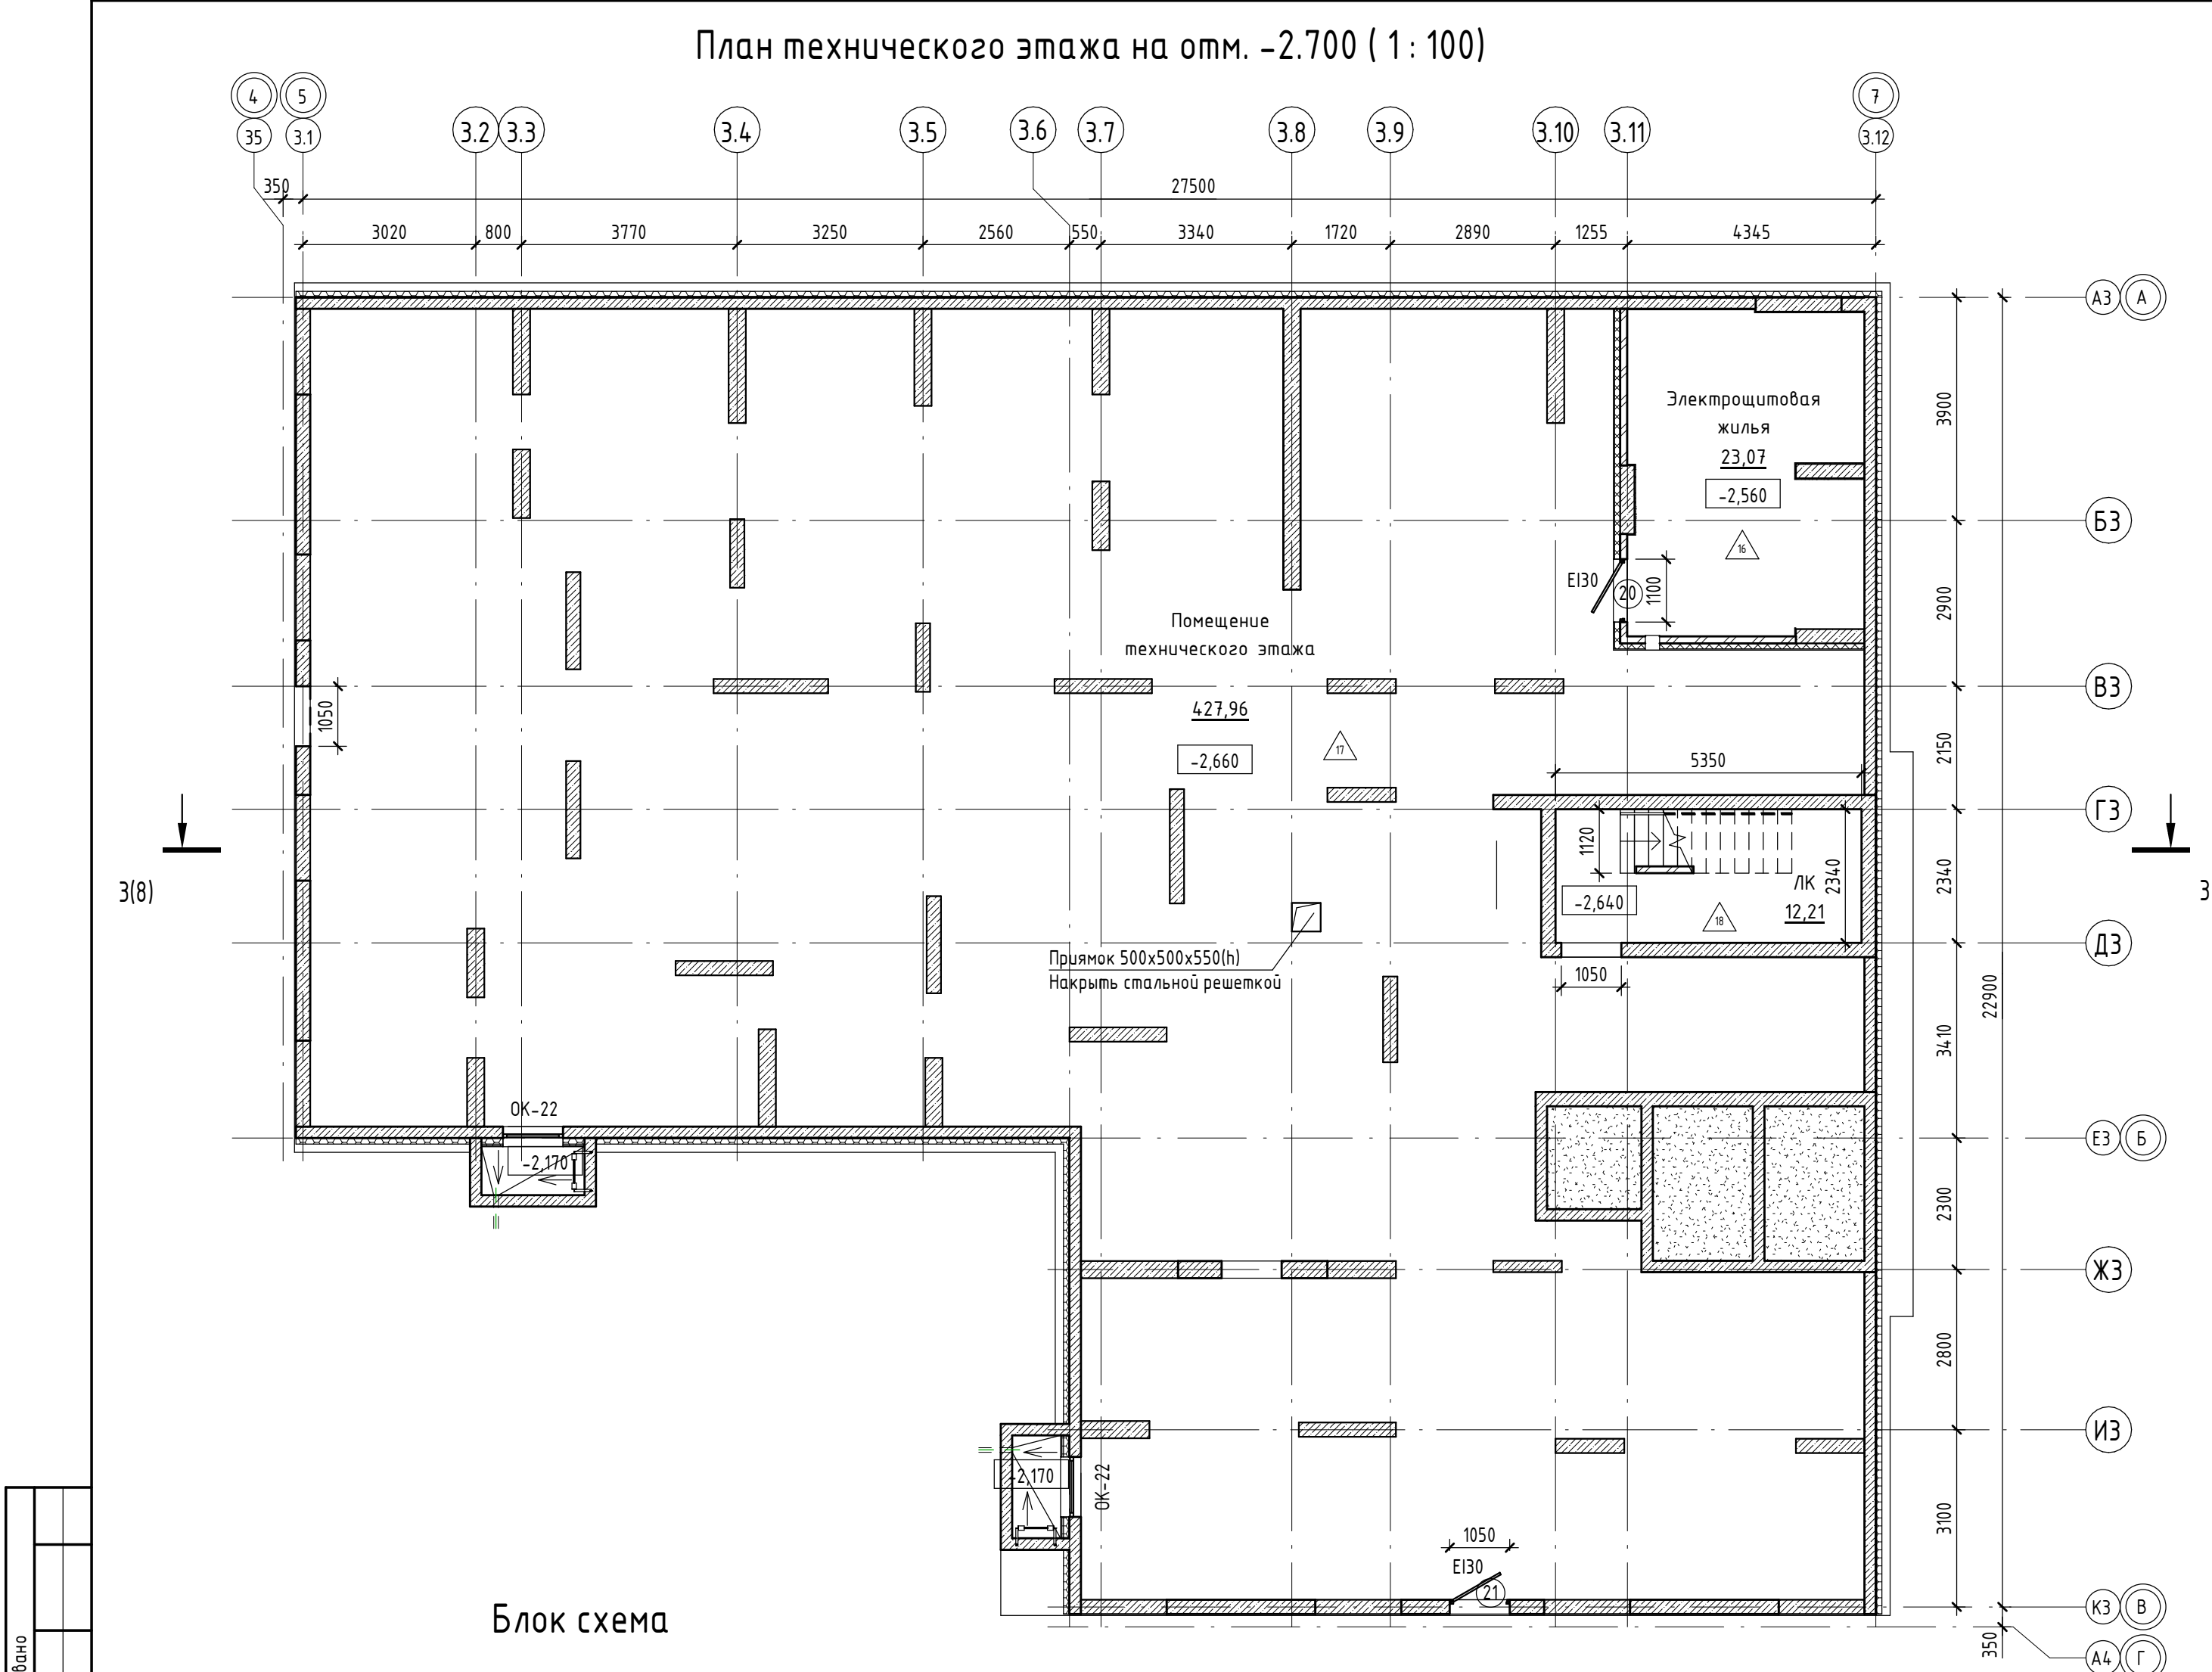 План технического этажа на отм. -2.700 ( 1 : 100)
4 5 7
35 3.1 3.2 3.3 3.4 3.5 3.6 3.7 3.8 3.9 3.10 3.11 3.12
350 27500
3020 800 3770 3250 2560 550 3340 1720 2890 1255 4345
А3 А
3900
Электрощитовая
жилья
23,07
-2,560
16
Б3
EI30
20
1100
2900
Помещение
технического этажа
В3
427,96
1050
17
-2,660
2150
5350
Г3
1120
3(8)
3
2340
2340
ЛК
-2,640
12,21
18
Д3
Приямок 500х500х550(h)
Накрыть стальной решеткой
1050
22900
3410
ОК-22
Е3 Б
-2,170
2300
Ж3
2800
И3
-2,170
ОК-22
3100
1050
EI30
21
Блок схема
К3 В
350
А4 Г
вано